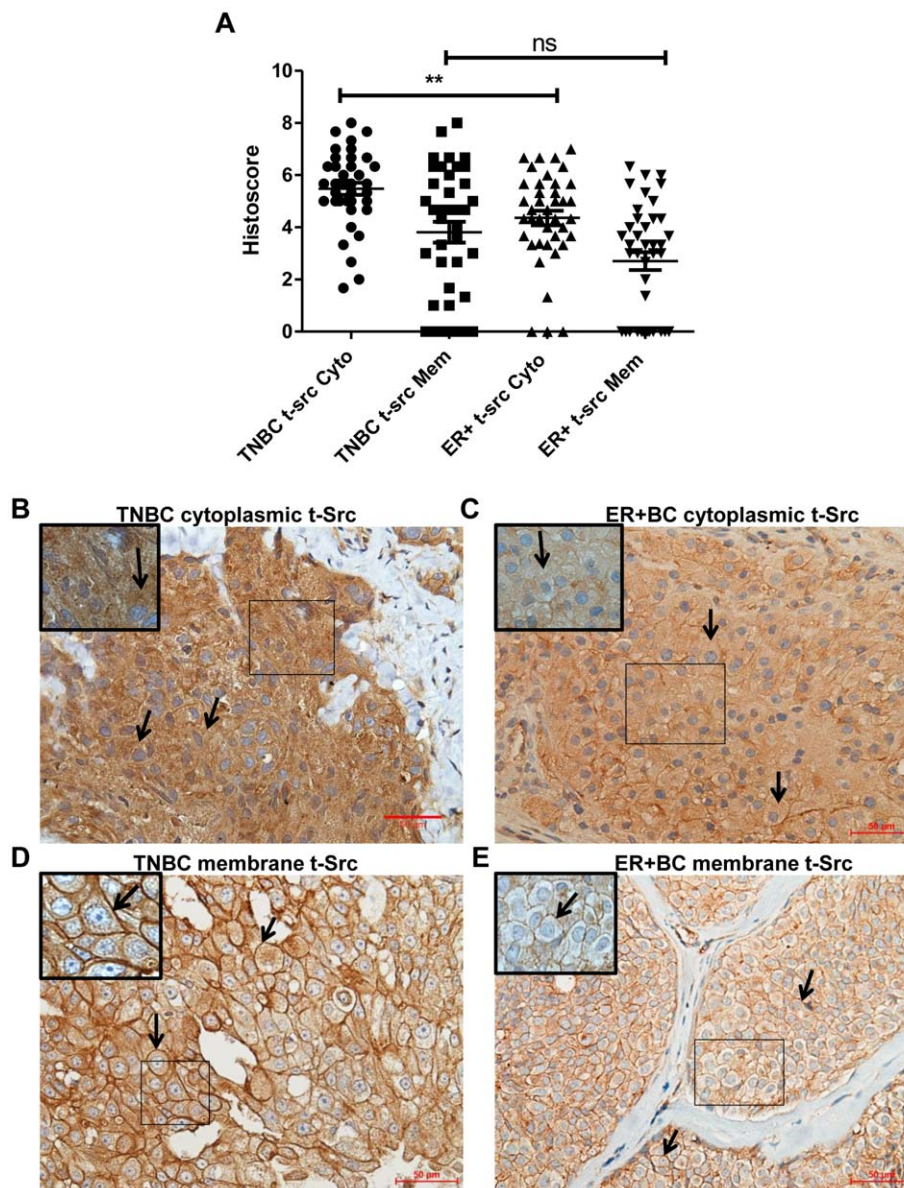 A
ns
**
10
8
6
4
2
0
Histoscore
TNBC t-src Cyto
TNBC t-src Mem
ER+ t-src Cyto
ER+ t-src Mem
B
TNBC cytoplasmic t-Src
C
ER+BC cytoplasmic t-Src
50 µm
50 µm
D
TNBC membrane t-Src
E
ER+BC membrane t-Src
50 µm
50 µm